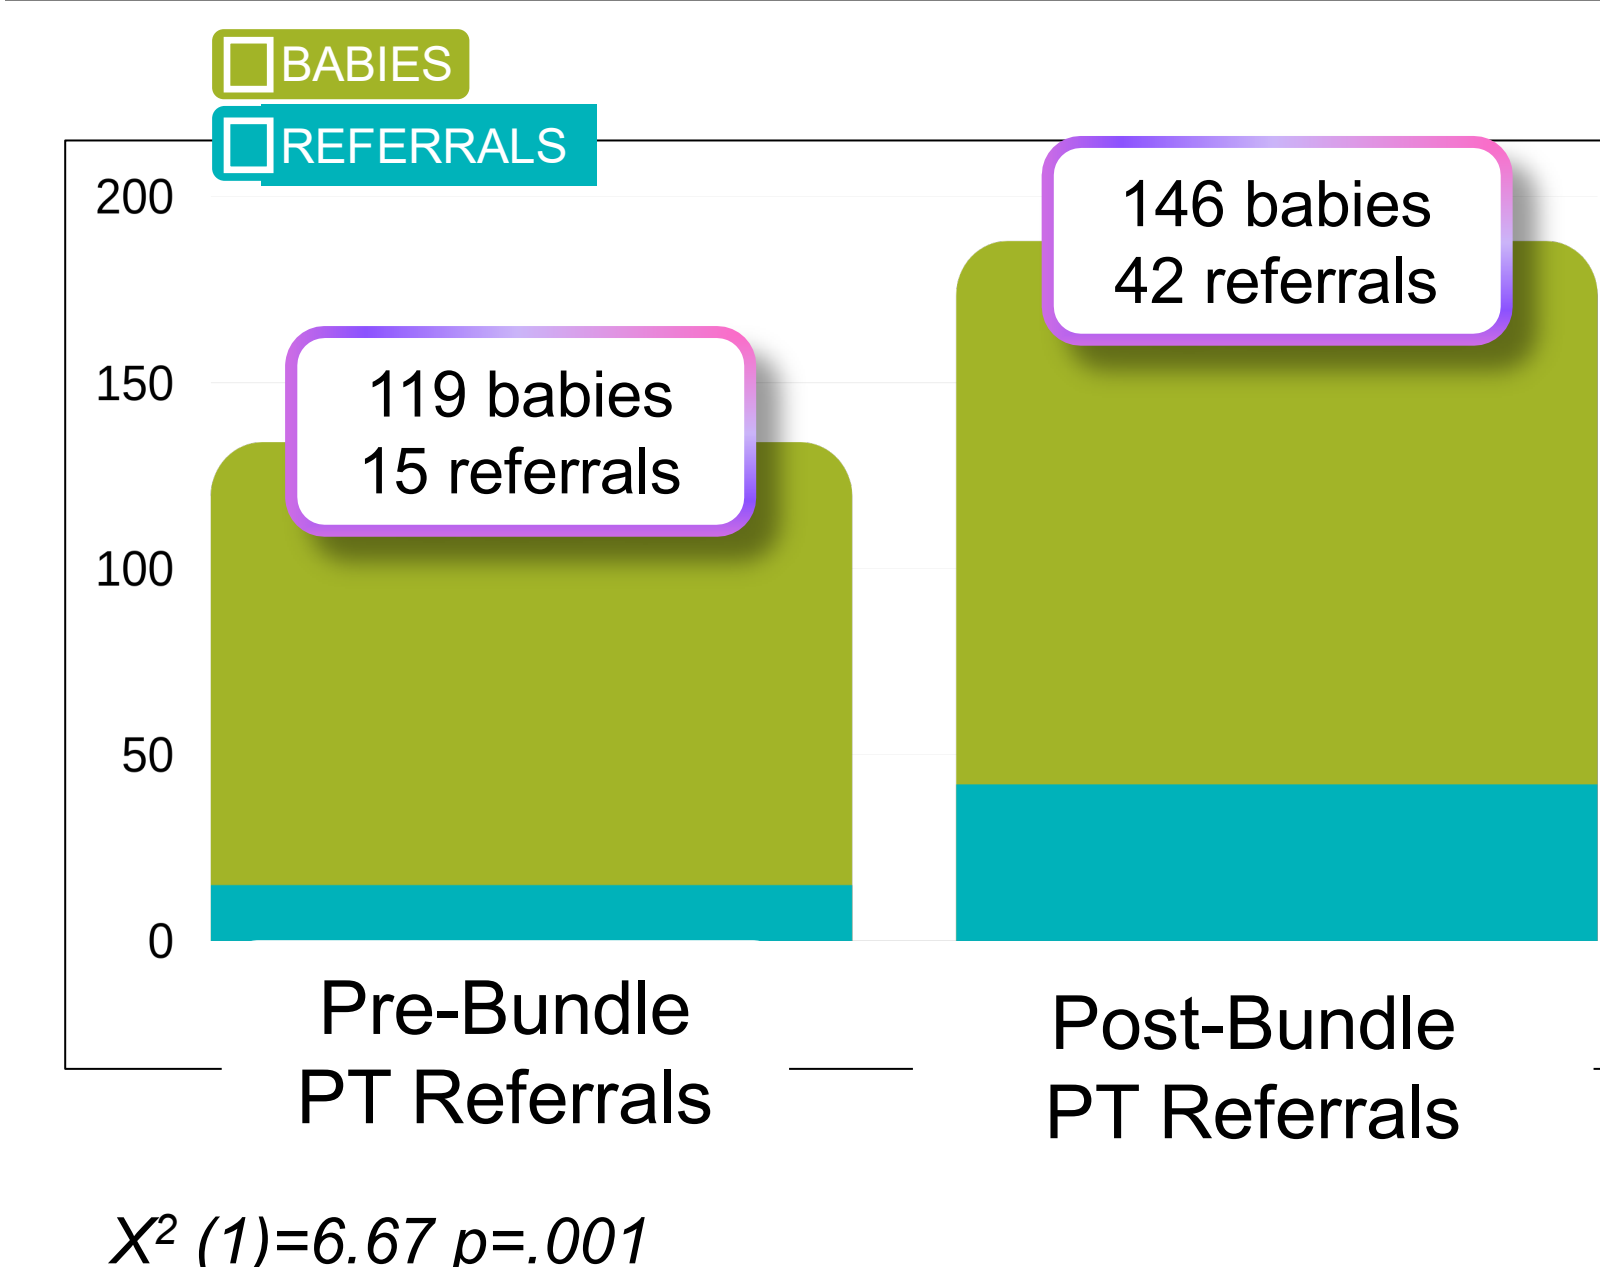 BABIES
REFERRALS
200
150
100
50
0
119 babies
15 referrals
146 babies
42 referrals
Pre-Bundle
PT Referrals
Post-Bundle
PT Referrals
X² (1)=6.67 p=.001